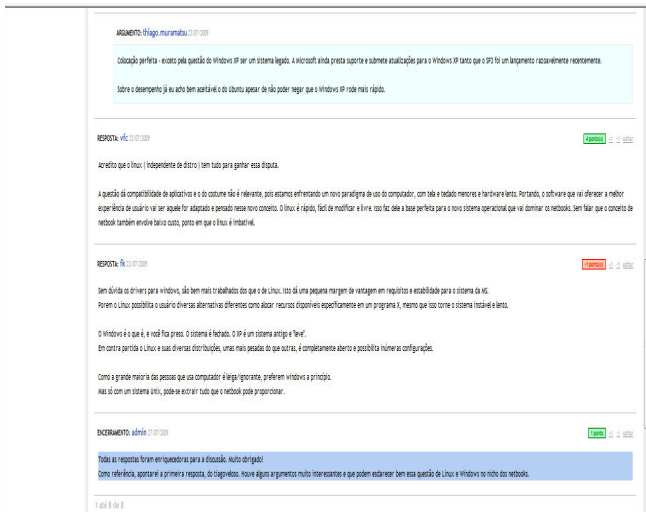 ARGUMENTO: thiago.muramatsu 23/07/2009
Colocação perfeita - exceto pela questão do Windows XP ser um sistema legado. A Microsoft ainda presta suporte e submete atualizações para o Windows XP tanto que o SP3 foi um lançamento razoavelmente recentemente.
Sobre o desempenho já eu acho bem aceitável o do Ubuntu apesar de não poder negar que o Windows XP rode mais rápido.
RESPOSTA: vfc 23/07/2009
4 ponto(s) editar
Acredito que o linux ( independente de distro ) tem tudo para ganhar essa disputa.
A questão dá compatibilidade de aplicativos e o do costume não é relevante, pois estamos enfrentando um novo paradigma de uso do computador, com tela e teclado menores e hardware lento. Portando, o software que vai oferecer a melhor
experiência de usuário vai ser aquele for adaptado e pensado nesse novo conceito. O linux é rápido, fácil de modificar e livre. Isso faz dele a base perfeita para o novo sistema operacional que vai dominar os netbooks. Sem falar que o conceito de
netbook também envolve baixo custo, ponto em que o linux é imbatível.
RESPOSTA: fk 23/07/2009
-1 ponto(s) editar
Sem dúvida os drivers para windows, são bem mais trabalhados dos que o de Linux. Isto dá uma pequena margem de vantagem em requisitos e estabilidade para o sistema da MS.
Porem o Linux possibilita o usuário diversas alternativas diferentes como alocar recursos disponíveis especificamente em um programa X, mesmo que isso torne o sistema instável e lento.
O Windows é o que é, e você fica preso. O sistema é fechado. O XP é um sistema antigo e "leve".
Em contra partida o Linux e suas diversas distribuições, umas mais pesadas do que outras, é completamente aberto e possibilita inúmeras configurações.
Como a grande maioria das pessoas que usa computador é leiga/ignorante, preferem windows a princípio.
Mas só com um sistema Unix, pode-se extrair tudo que o netbook pode proporcionar.
ENCERRAMENTO: admin 27/07/2009
1 ponto editar
Todas as respostas foram enriquecedoras para a discussão. Muito obrigado!
Como referência, apontarei a primeira resposta, do tiagoveloso. Houve alguns argumentos muito interessantes e que podem esclarecer bem essa questão de Linux e Windows no nicho dos netbooks.
1 até 8 de 8